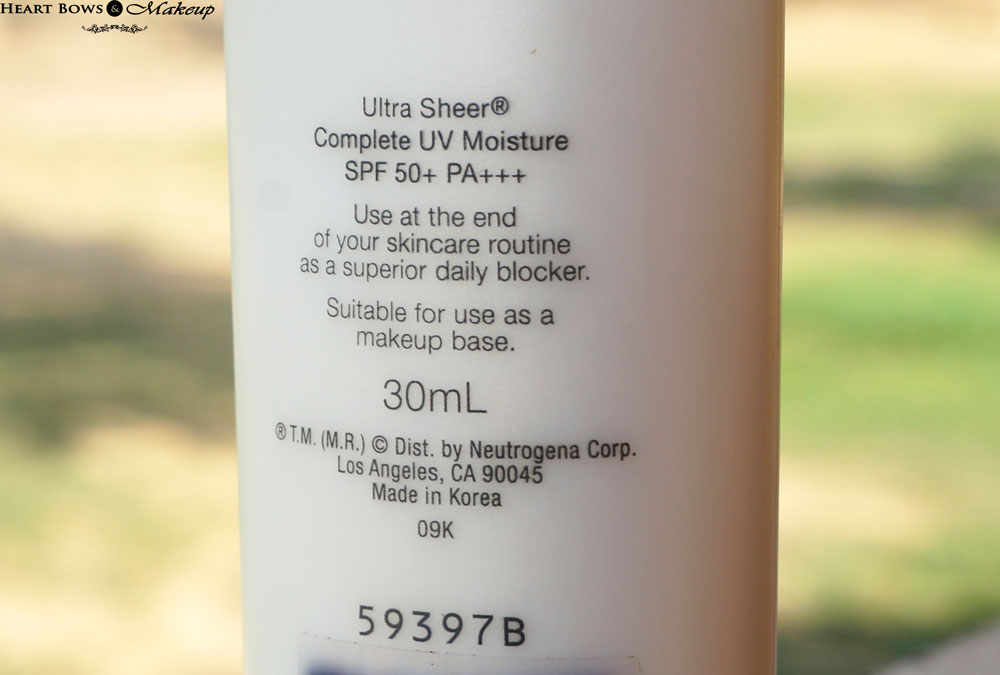 HEART BOWS & MAKEUP
Ultra Sheer®
Complete UV Moisture
SPF 50+ PA+++
Use at the end
of your skincare routine
as a superior daily blocker.
Suitable for use as a
makeup base.
30mL
® T.M. (M.R.) © Dist. by Neutrogena Corp.
Los Angeles, CA 90045
Made in Korea
09K
59397B